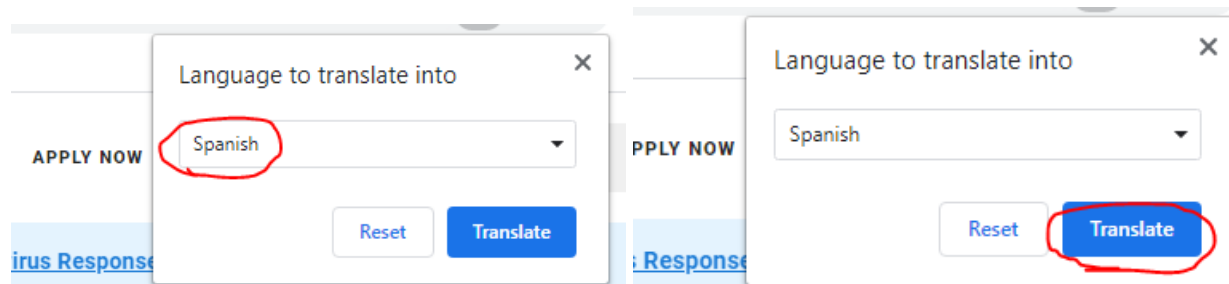 Language to translate into
Spanish
APPLY NOW
Reset Translate
irus Response
Language to translate into
Spanish
PPLY NOW
Reset Translate
s Response